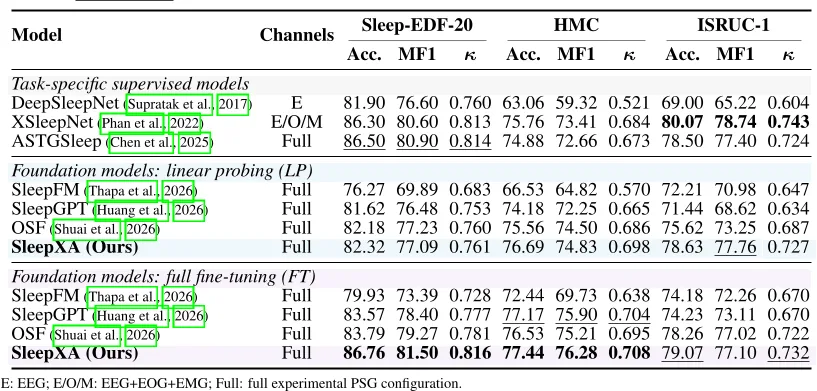 Model Channels Sleep-EDF-20 HMC ISRUC-1
Acc. MF1 κ Acc. MF1 κ Acc. MF1 κ
Task-specific supervised models
DeepSleepNet (Supratak et al., 2017) E 81.90 76.60 0.760 63.06 59.32 0.521 69.00 65.22 0.604
XSleepNet (Phan et al., 2022) E/O/M 86.30 80.60 0.813 75.76 73.41 0.684 80.07 78.74 0.743
ASTGSleep (Chen et al., 2025) Full 86.50 80.90 0.814 74.88 72.66 0.673 78.50 77.40 0.724
Foundation models: linear probing (LP)
SleepFM (Thapa et al., 2026) Full 76.27 69.89 0.683 66.53 64.82 0.570 72.21 70.98 0.647
SleepGPT (Huang et al., 2026) Full 81.62 76.48 0.753 74.18 72.25 0.665 71.44 68.62 0.634
OSF (Shuai et al., 2026) Full 82.18 77.23 0.760 75.56 74.50 0.686 75.62 73.25 0.687
SleepXA (Ours) Full 82.32 77.09 0.761 76.69 74.83 0.698 78.63 77.76 0.727
Foundation models: full fine-tuning (FT)
SleepFM (Thapa et al., 2026) Full 79.93 73.39 0.728 72.44 69.73 0.638 74.18 72.26 0.670
SleepGPT (Huang et al., 2026) Full 83.57 78.40 0.777 77.17 75.90 0.704 74.23 73.11 0.670
OSF (Shuai et al., 2026) Full 83.79 79.27 0.781 76.53 75.21 0.695 78.26 77.02 0.722
SleepXA (Ours) Full 86.76 81.50 0.816 77.44 76.28 0.708 79.07 77.10 0.732
E: EEG; E/O/M: EEG+EOG+EMG; Full: full experimental PSG configuration.